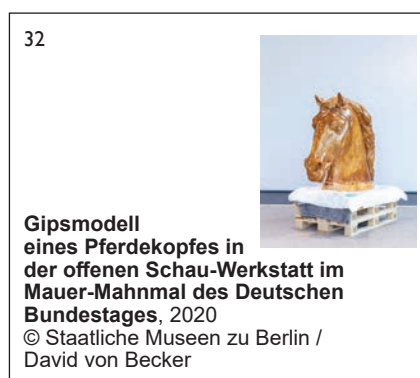 32
Gipsmodell
eines Pferdekopfes in
der offenen Schau-Werkstatt im
Mauer-Mahnmal des Deutschen
Bundestages, 2020
© Staatliche Museen zu Berlin /
David von Becker